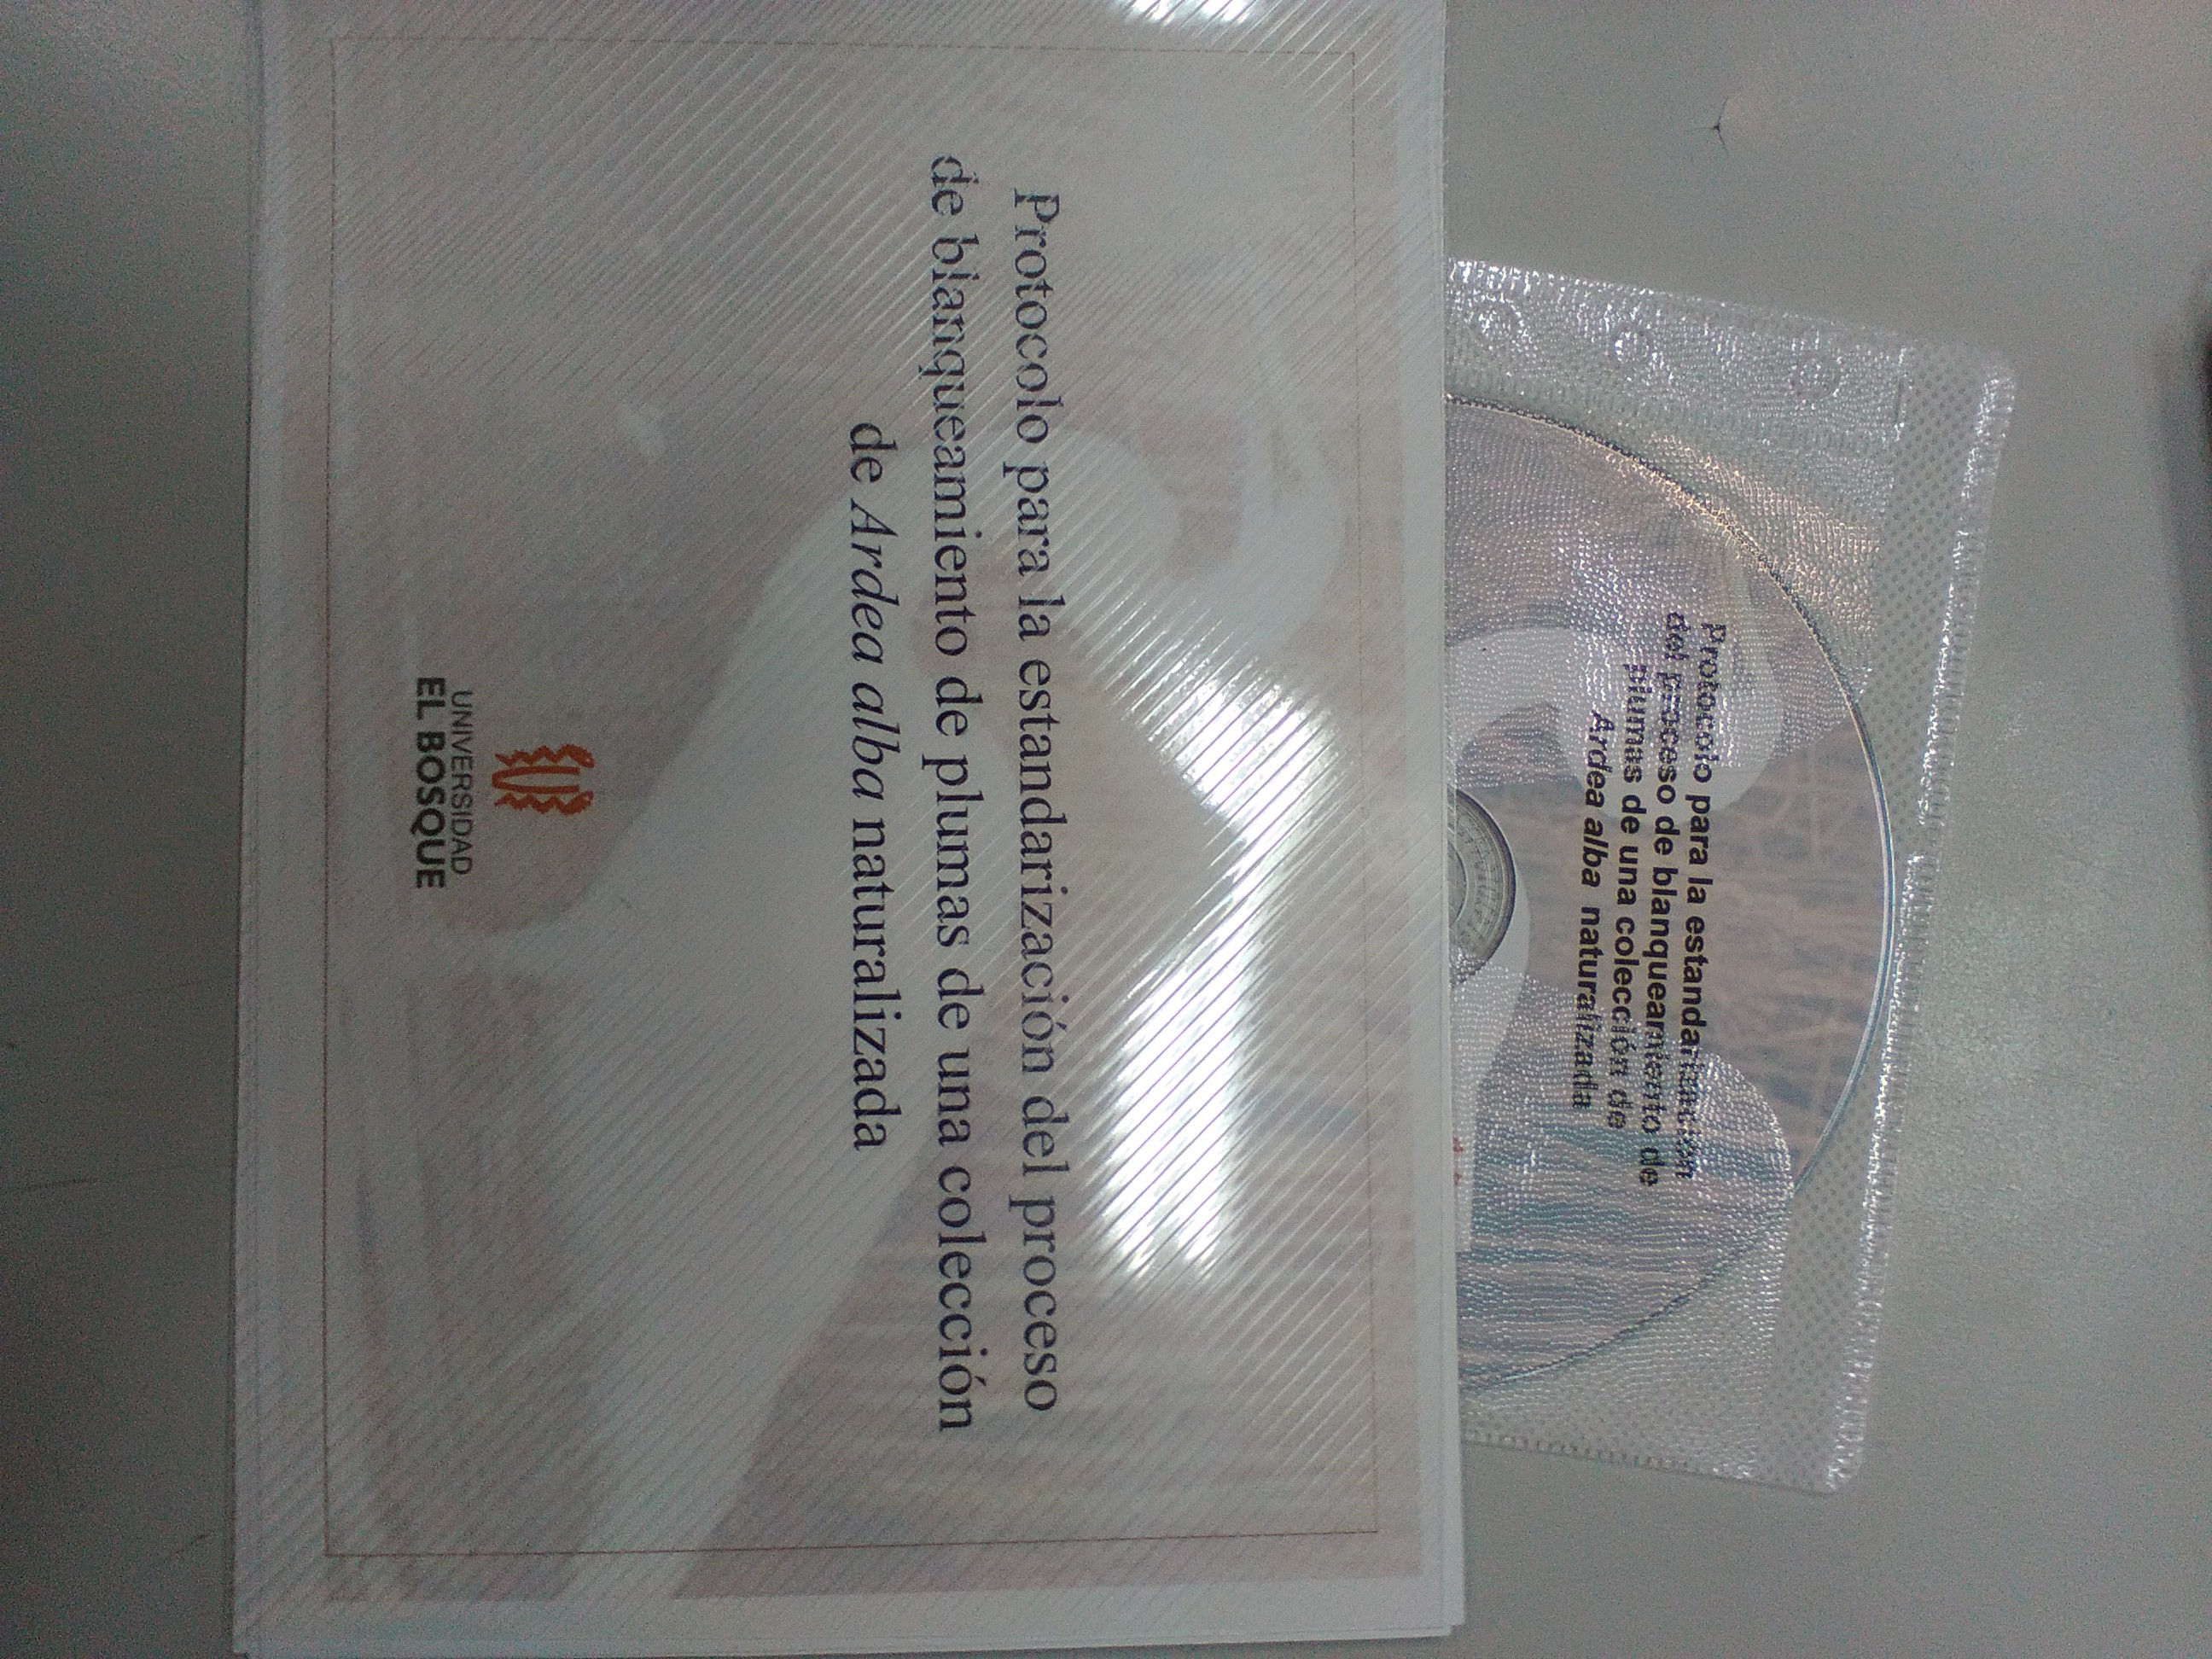 Protocolo para la estandarización del proceso
de blanqueamiento de plumas de una colección
de Ardea alba naturalizada
UNIVERSIDAD
EL BOSQUE
Protocolo para la estandarización
del proceso de blanqueamiento de
plumas de una colección de
Ardea alba naturalizada